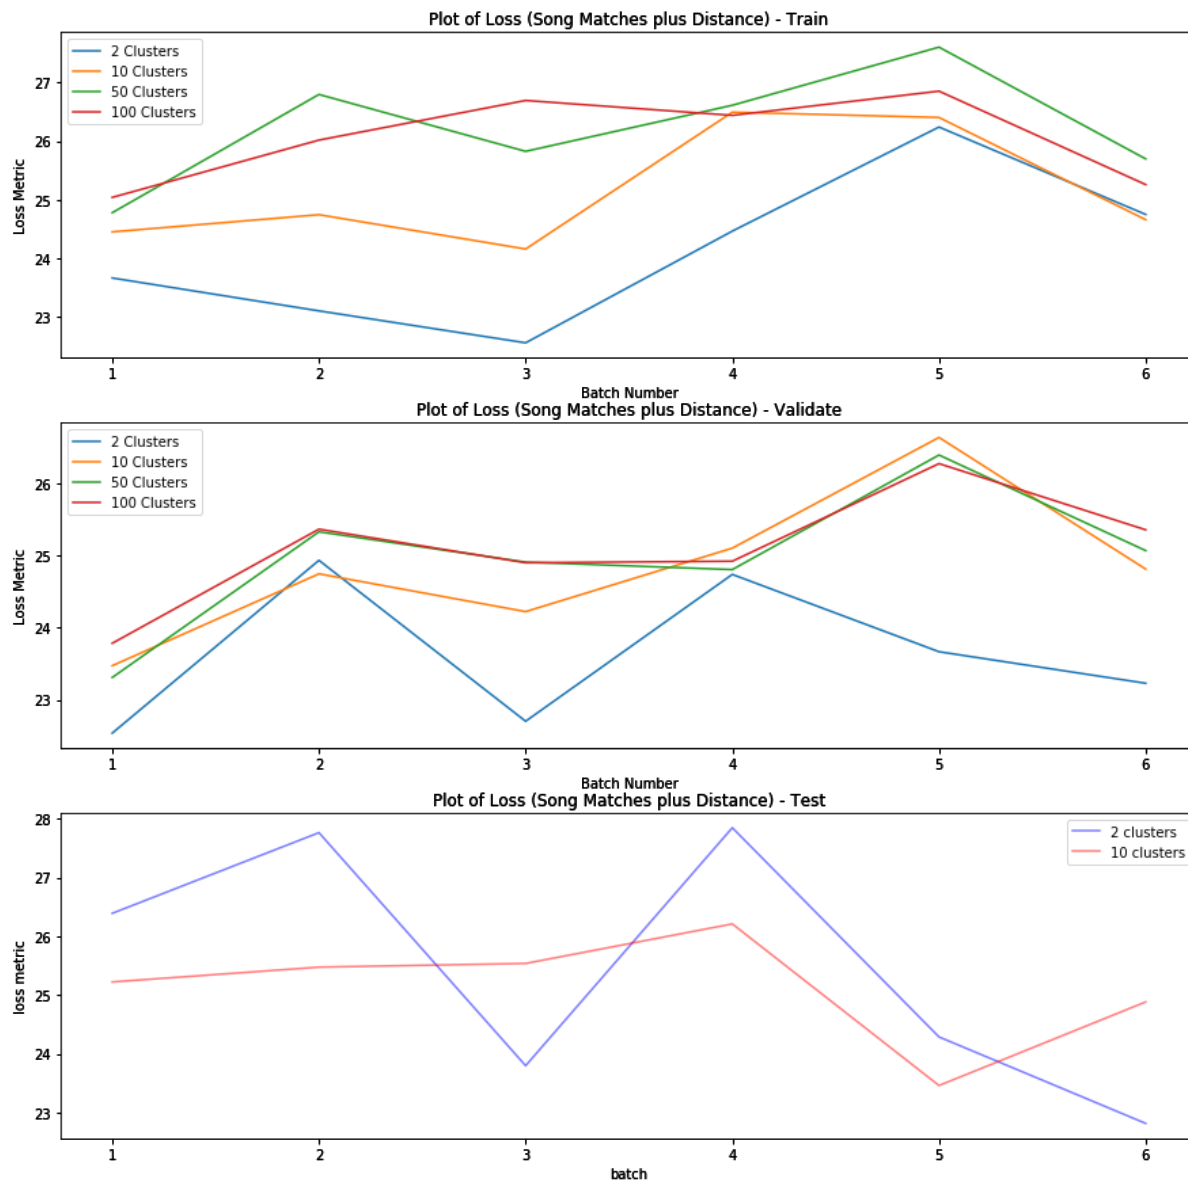 Plot of Loss (Song Matches plus Distance) - Train
2 Clusters
10 Clusters
50 Clusters
100 Clusters
Loss Metric
27
26
25
24
23
1 2 3 4 5 6
Batch Number
Plot of Loss (Song Matches plus Distance) - Validate
2 Clusters
10 Clusters
50 Clusters
100 Clusters
Loss Metric
26
25
24
23
1 2 3 4 5 6
Batch Number
Plot of Loss (Song Matches plus Distance) - Test
2 clusters
10 clusters
loss metric
28
27
26
25
24
23
1 2 3 4 5 6
batch